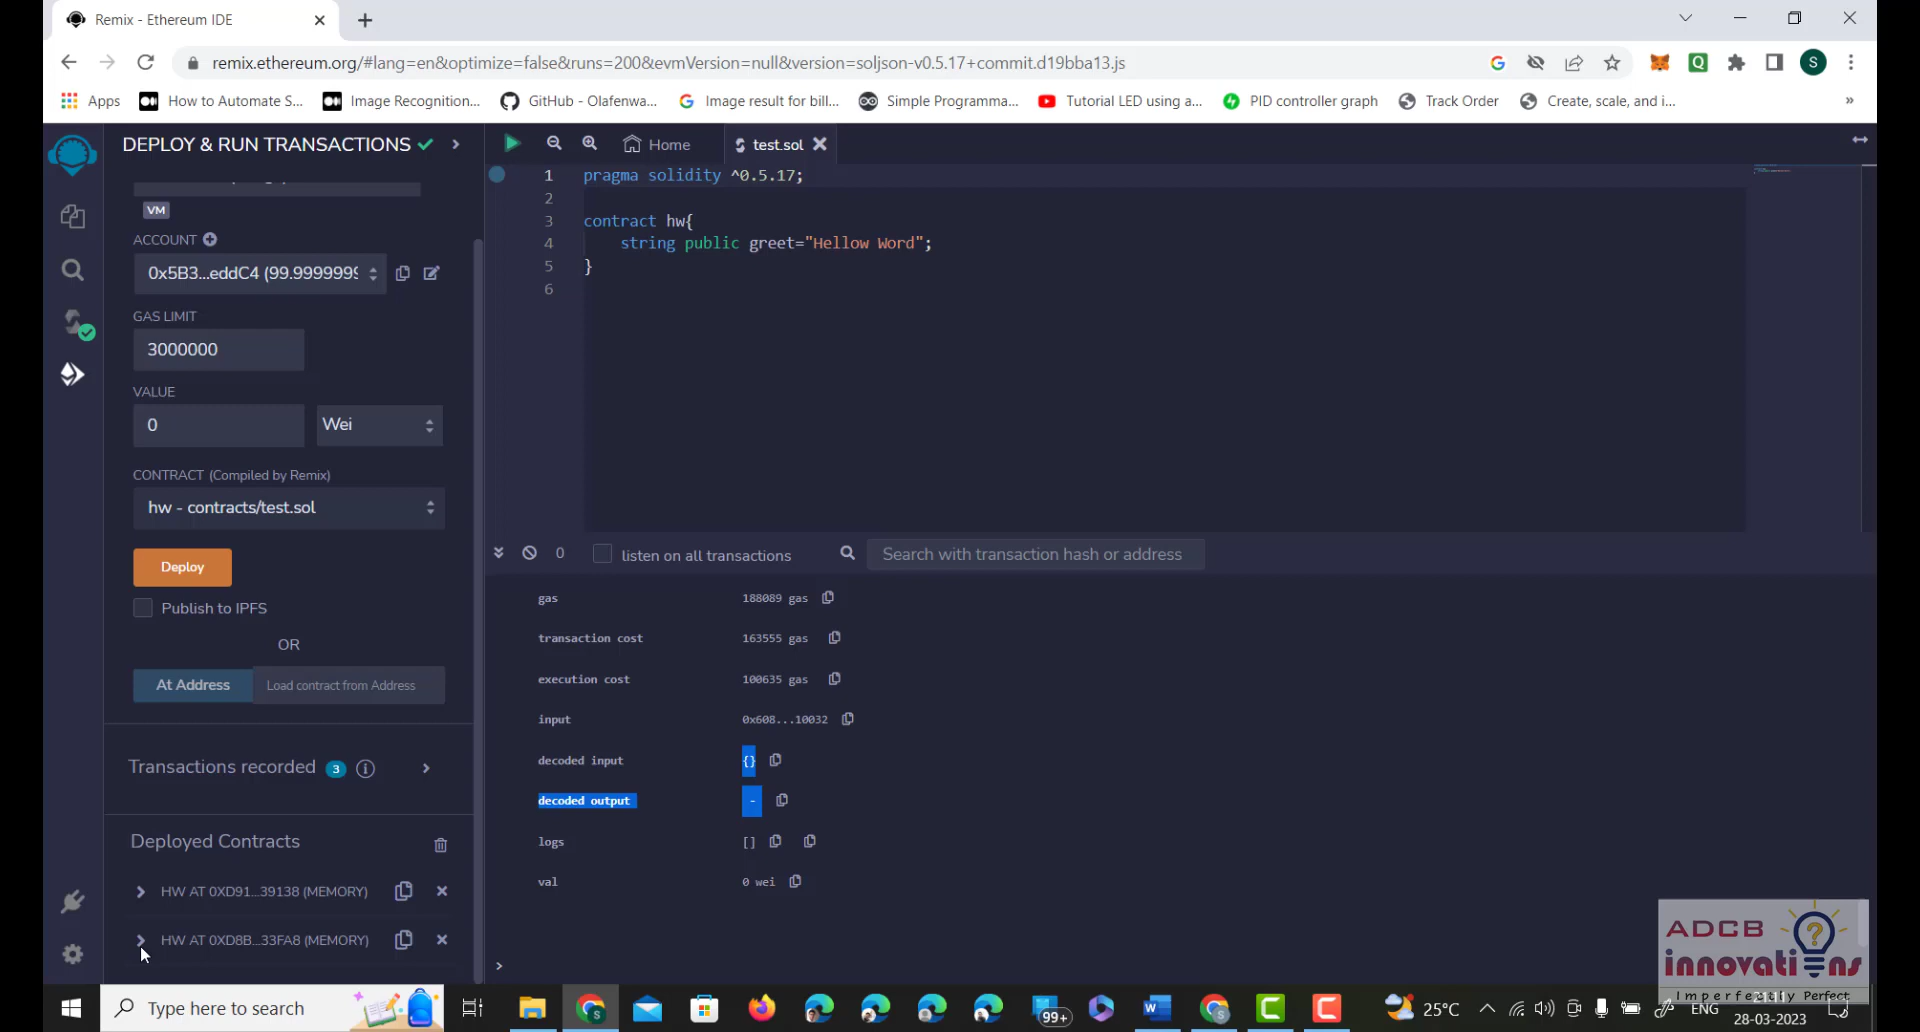 Remix - Ethereum IDE
remix.ethereum.org/#lang=en&optimize=false&runs=200&evmVersion=null&version=soljson-v0.5.17+commit.d19bba13.js
S
Apps
How to Automate S...
Image Recognition...
GitHub - Olafenwa...
Image result for bill...
Simple Programma...
Tutorial LED using a...
PID controller graph
Track Order
Create, scale, and i...
»
DEPLOY & RUN TRANSACTIONS
VM
ACCOUNT
0x5B3...eddC4 (99.9999999
GAS LIMIT
3000000
VALUE
0
Wei
CONTRACT (Compiled by Remix)
hw - contracts/test.sol
Deploy
Publish to IPFS
OR
At Address
Load contract from Address
Transactions recorded 3
Deployed Contracts
HW AT 0XD91...39138 (MEMORY)
HW AT 0XD8B...33FA8 (MEMORY)
Home
test.sol
1 pragma solidity ^0.5.17;
2
3 contract hw{
4 string public greet="Hellow Word";
5 }
6
0
listen on all transactions
Search with transaction hash or address
gas 188089 gas
transaction cost 163555 gas
execution cost 100635 gas
input 0x608...10032
decoded input {}
decoded output -
logs []
val 0 wei
>
ADCB
innovations
Imperfectly Perfect
Type here to search
99+
25°C
ENG
28-03-2023